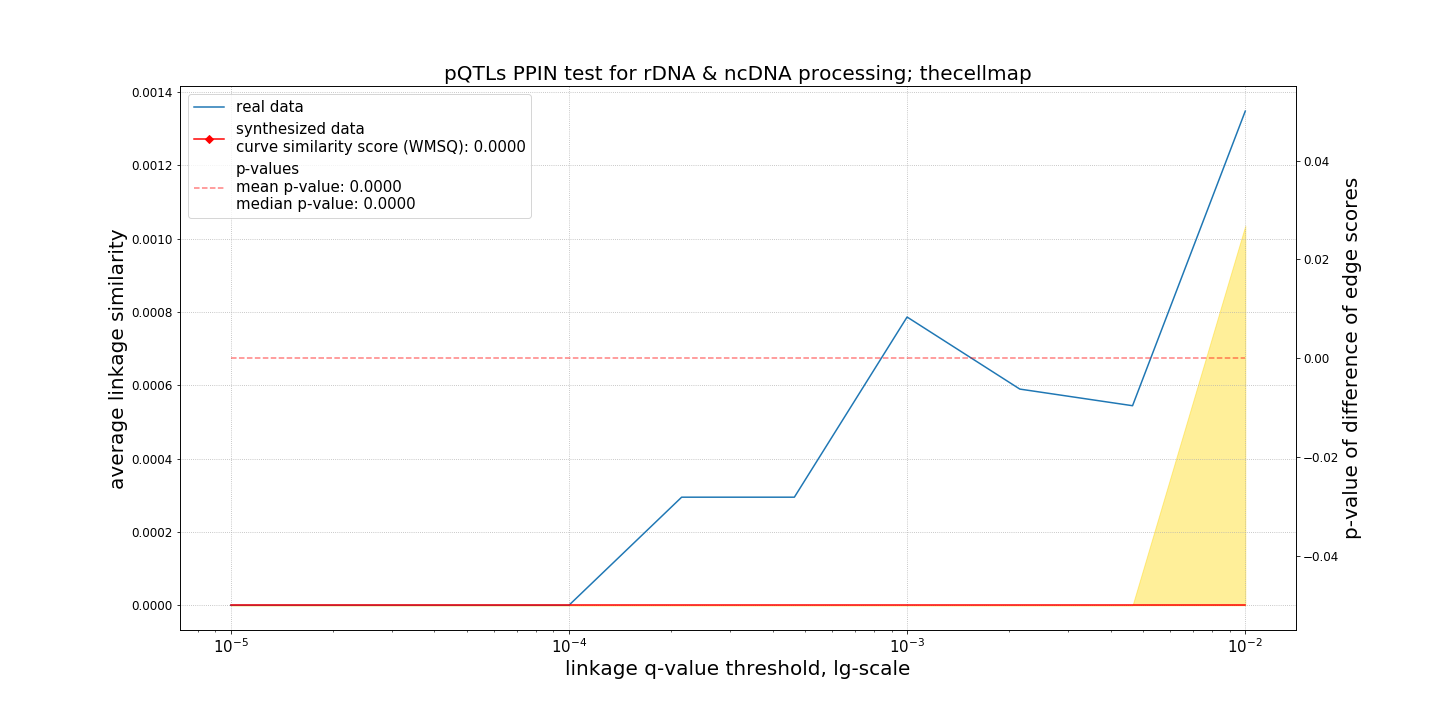 pQTLs PPIN test for rDNA & ncDNA processing; thecellmap
real data
synthesized data
curve similarity score (WMSQ): 0.0000
p-values
mean p-value: 0.0000
median p-value: 0.0000
average linkage similarity
0.0014
0.0012
0.0010
0.0008
0.0006
0.0004
0.0002
0.0000
0.04
0.02
0.00
−0.02
−0.04
p-value of difference of edge scores
10⁻⁵
10⁻⁴
10⁻³
10⁻²
linkage q-value threshold, lg-scale